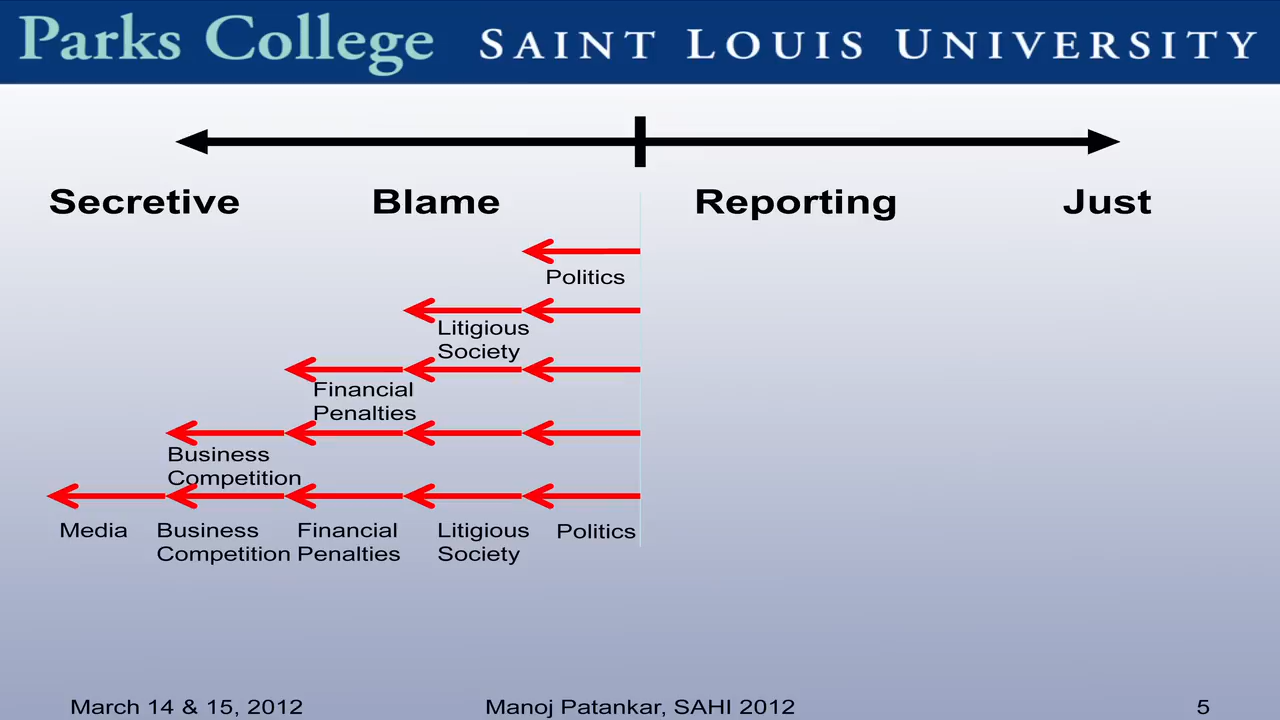 Parks College SAINT LOUIS UNIVERSITY
Secretive Blame Reporting Just
Politics
Litigious
Society
Financial
Penalties
Business
Competition
Media Business Financial Litigious Politics
Competition Penalties Society
March 14 & 15, 2012 Manoj Patankar, SAHI 2012 5